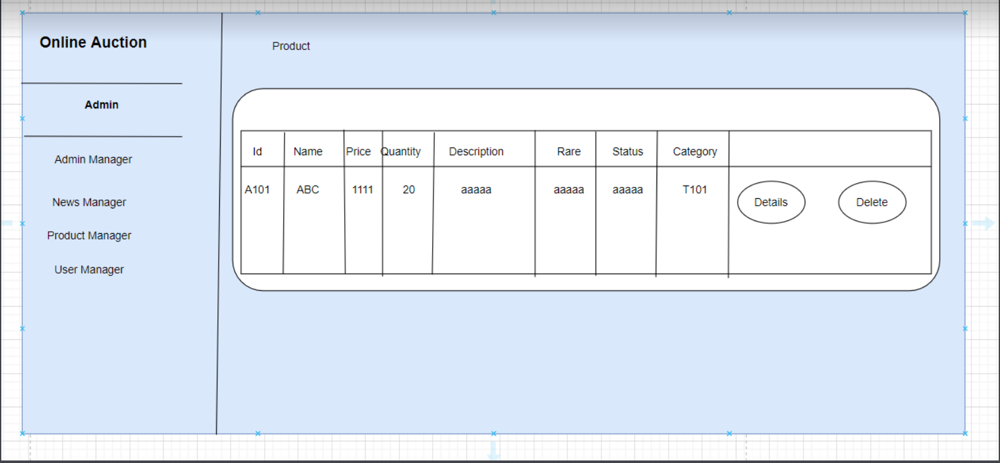 Online Auction
Product
Admin
Admin Manager
News Manager
Product Manager
User Manager
Id Name Price Quantity Description Rare Status Category
A101 ABC 1111 20 aaaaa aaaaa aaaaa T101 Details Delete